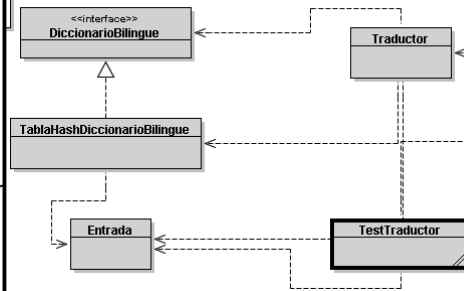 <<interface>>
DiccionarioBilingue
Traductor
TablaHashDiccionarioBilingue
Entrada
TestTraductor